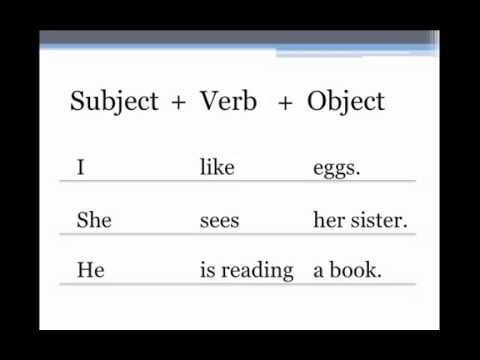 Subject + Verb + Object
I like eggs.
She sees her sister.
He is reading a book.